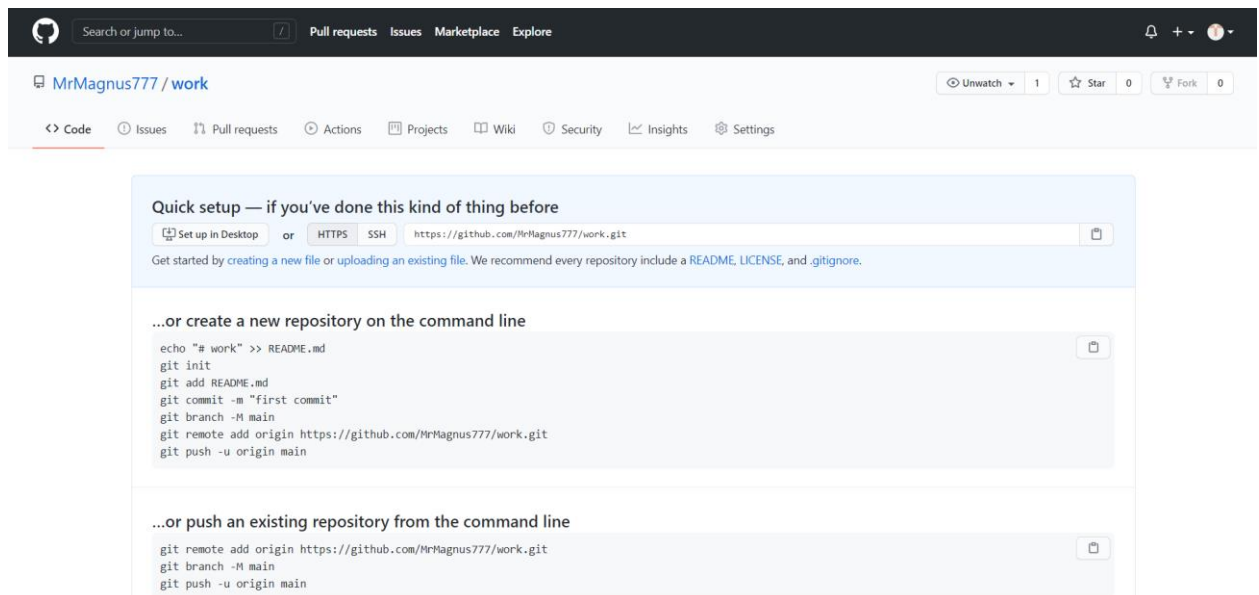 Search or jump to... / Pull requests Issues Marketplace Explore
MrMagnus777 / work
Unwatch 1 Star 0 Fork 0
<> Code Issues Pull requests Actions Projects Wiki Security Insights Settings
Quick setup — if you've done this kind of thing before
Set up in Desktop or HTTPS SSH https://github.com/MrMagnus777/work.git
Get started by creating a new file or uploading an existing file. We recommend every repository include a README, LICENSE, and .gitignore.
...or create a new repository on the command line
echo "# work" >> README.md
git init
git add README.md
git commit -m "first commit"
git branch -M main
git remote add origin https://github.com/MrMagnus777/work.git
git push -u origin main
...or push an existing repository from the command line
git remote add origin https://github.com/MrMagnus777/work.git
git branch -M main
git push -u origin main